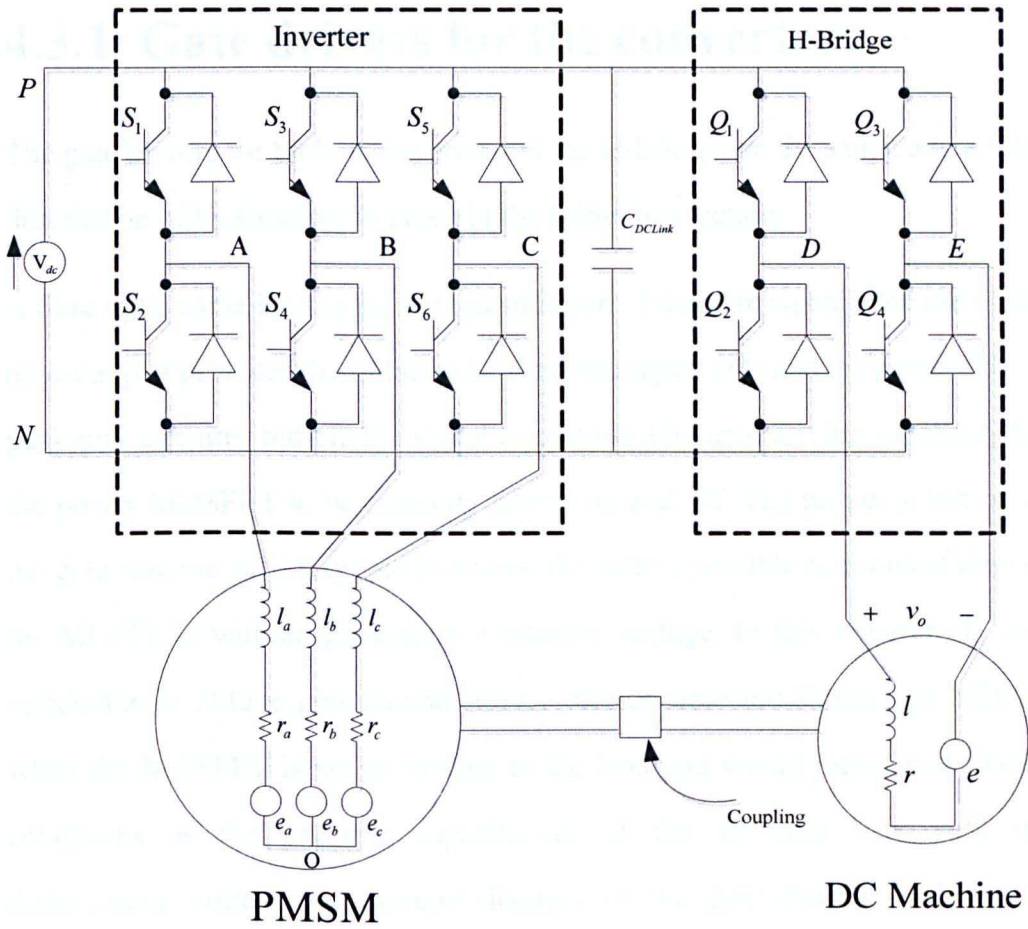 Inverter
H-Bridge
P
S1
S3
S5
Q1
Q3
A
B
C
CDCLink
D
E
Vdc
S2
S4
S6
Q2
Q4
N
la
lb
lc
+
vo
−
ra
rb
rc
l
r
e
ea
eb
ec
O
Coupling
PMSM
DC Machine